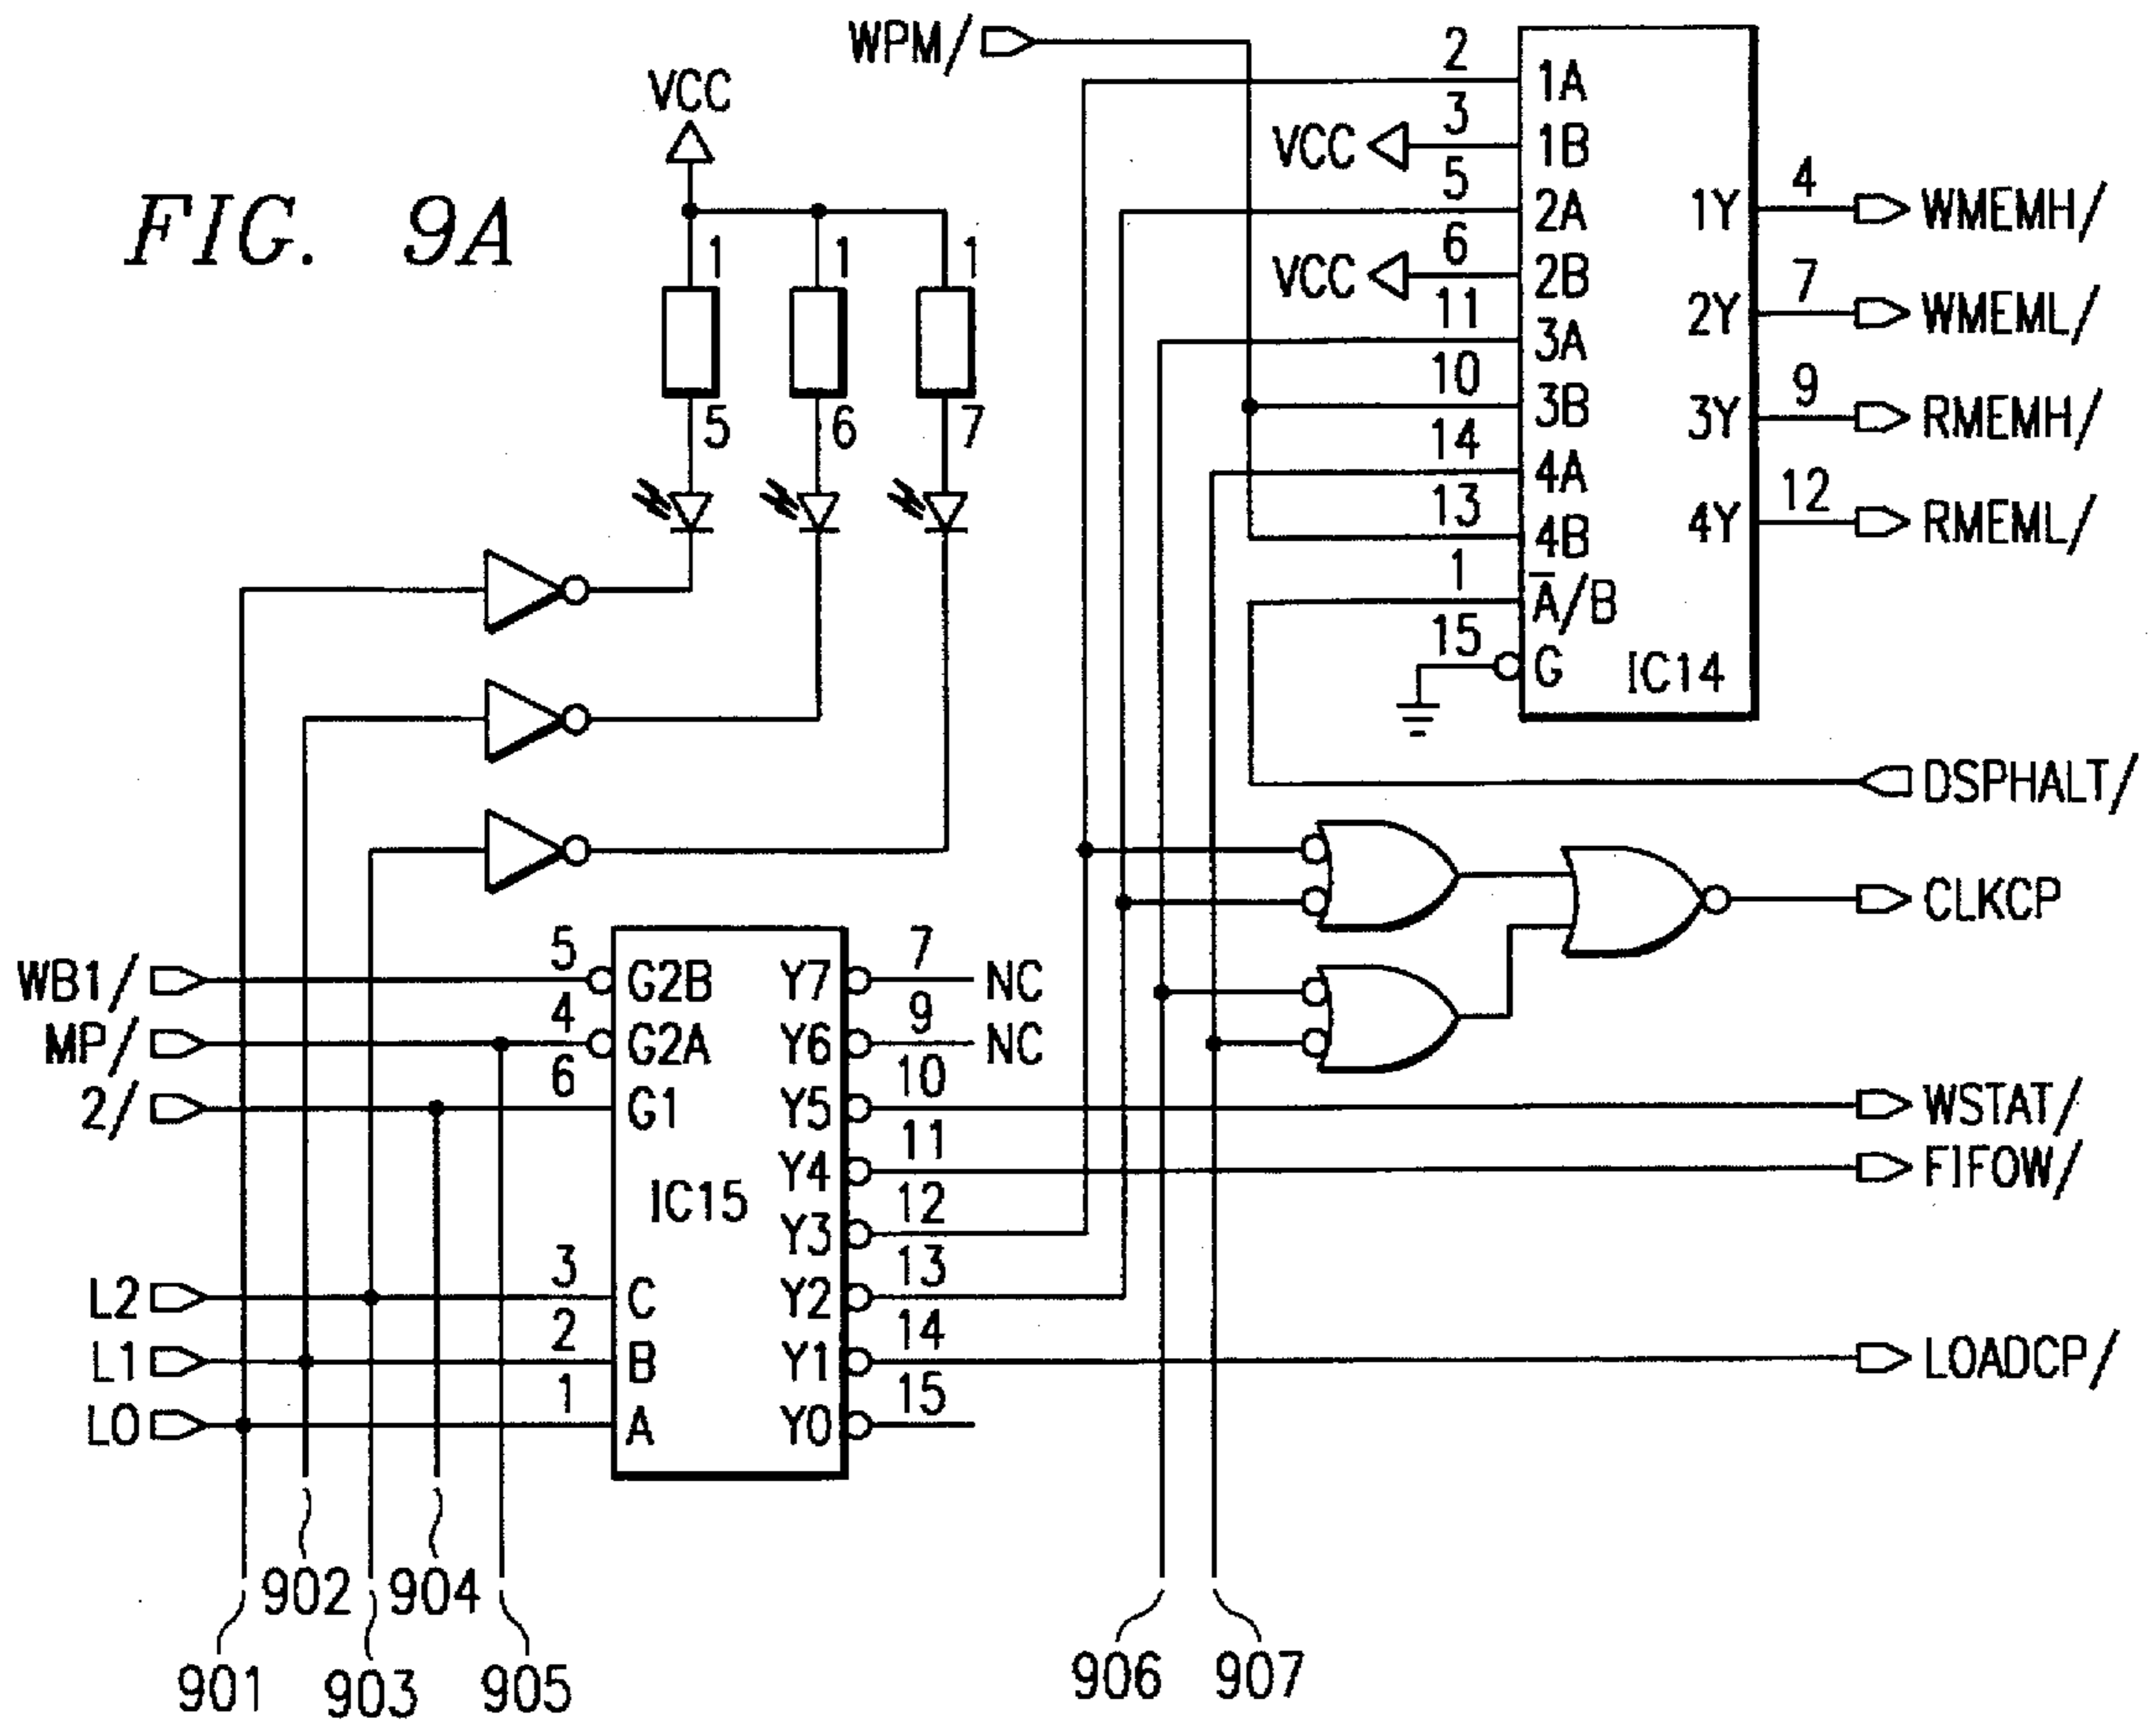 FIG. 9A
VCC
1 1 1
5 6 7
WPM/
2 1A
3 1B
VCC
5 2A
6 2B
VCC
11 3A
10 3B
14 4A
13 4B
1 A̅/B
15 G
IC14
1Y 4 WMEMH/
2Y 7 WMEML/
3Y 9 RMEMH/
4Y 12 RMEML/
DSPHALT/
CLKCP
WB1/ 5 G2B
MP/ 4 G2A
2/ 6 G1
IC15
L2 3 C
L1 2 B
L0 1 A
Y7 7 NC
Y6 9 NC
Y5 10 WSTAT/
Y4 11 FIFOW/
Y3 12
Y2 13
Y1 14 LOADCP/
Y0 15
902 904
901 903 905
906 907